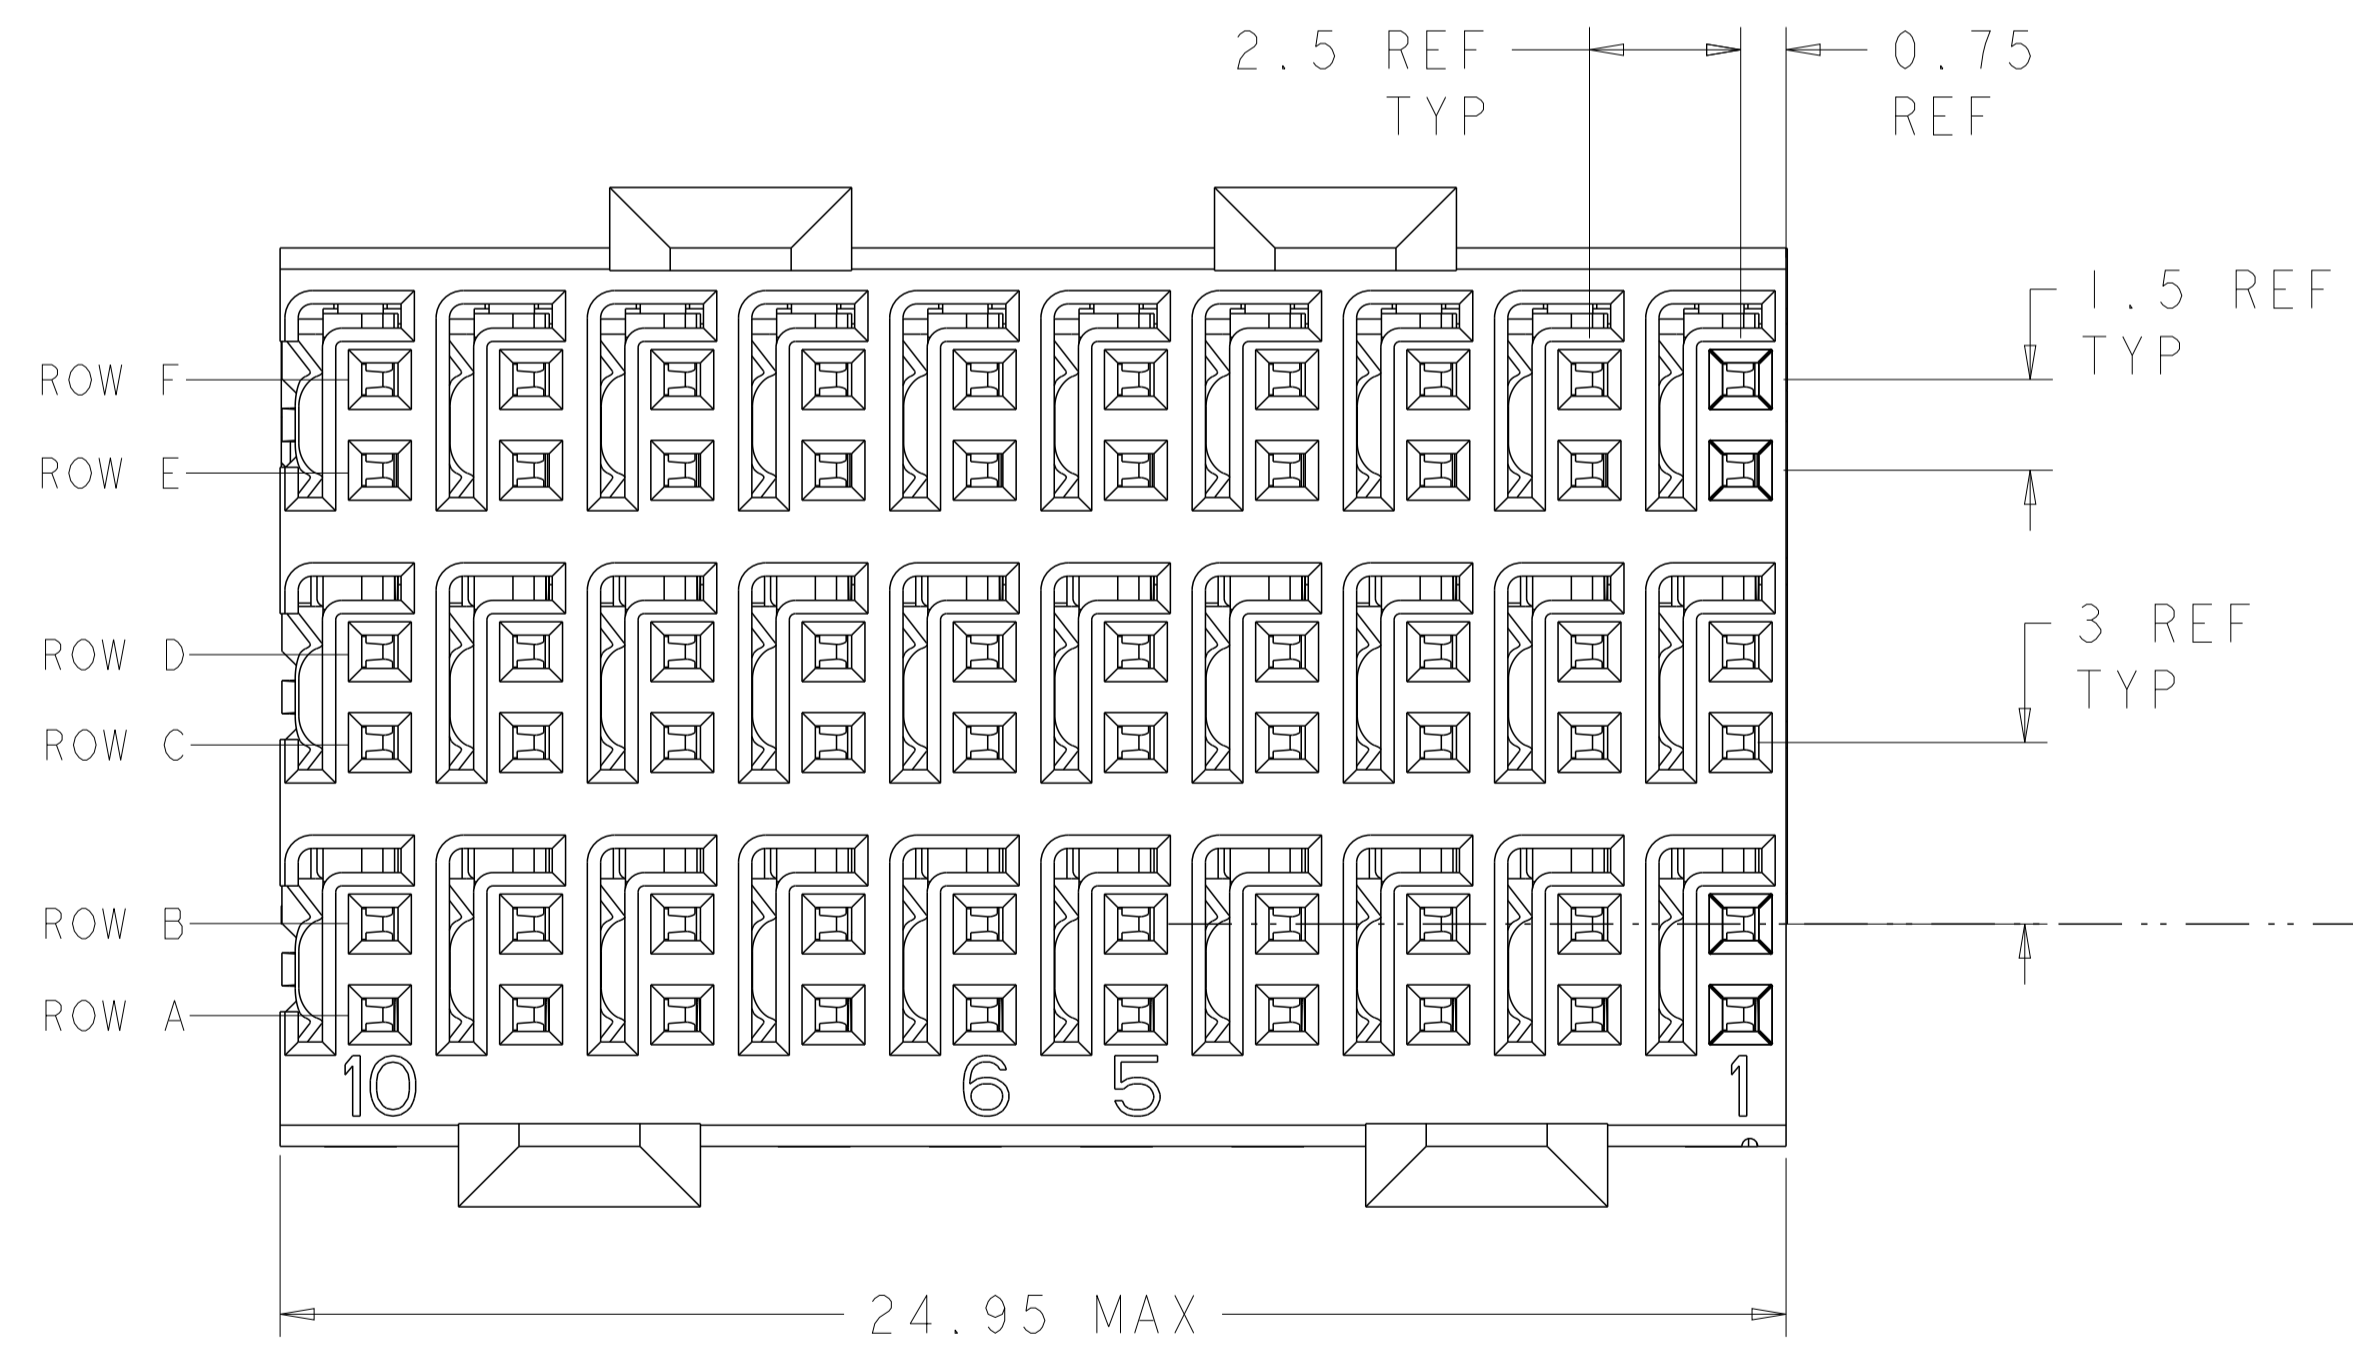 2.5 REF
TYP
0.75
REF
1.5 REF
TYP
ROW F
ROW E
3 REF
TYP
ROW D
ROW C
ROW B
ROW A
10
6
5
1
24.95 MAX